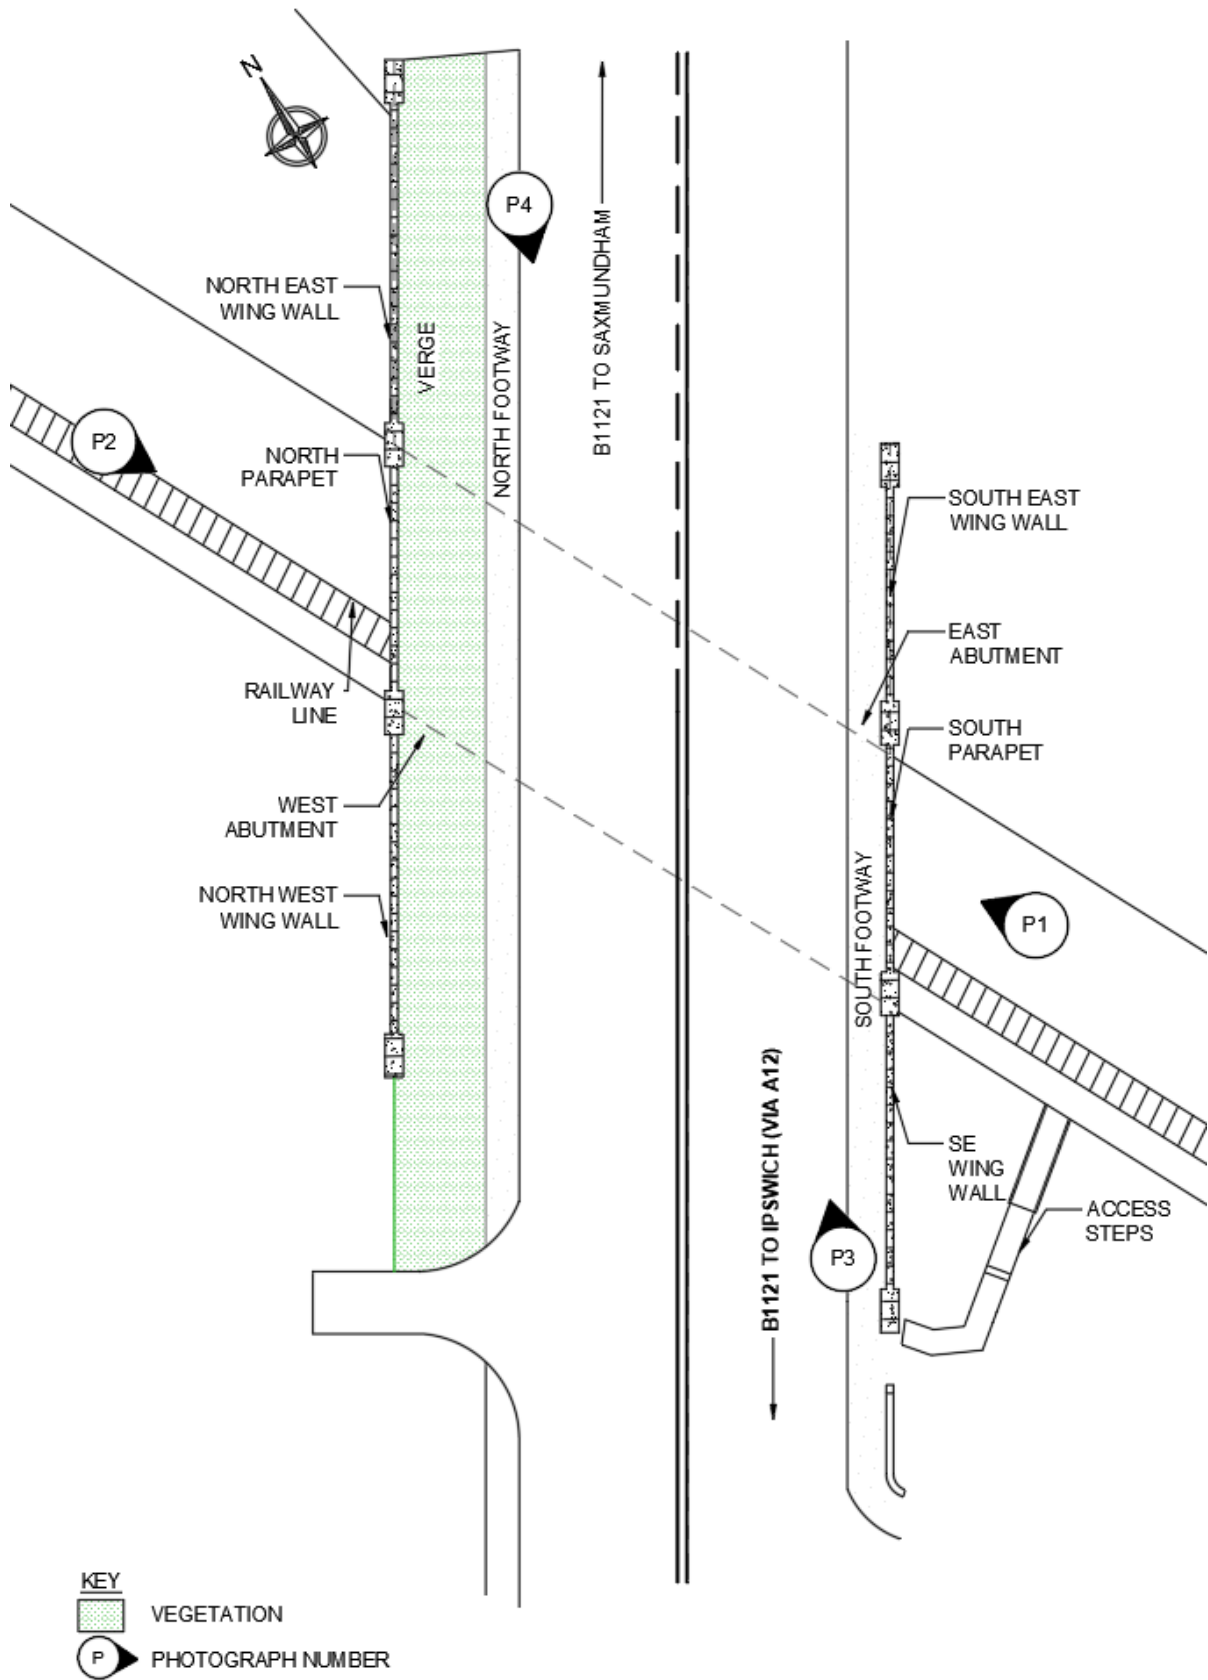 N
P4
B1121 TO SAXMUNDHAM
NORTH EAST
WING WALL
VERGE
NORTH FOOTWAY
P2
NORTH
PARAPET
SOUTH EAST
WING WALL
EAST
ABUTMENT
RAILWAY
LINE
SOUTH
PARAPET
WEST
ABUTMENT
NORTH WEST
WING WALL
SOUTH FOOTWAY
P1
B1121 TO IPSWICH (VIA A12)
SE
WING
WALL
ACCESS
STEPS
P3
KEY
VEGETATION
P
PHOTOGRAPH NUMBER